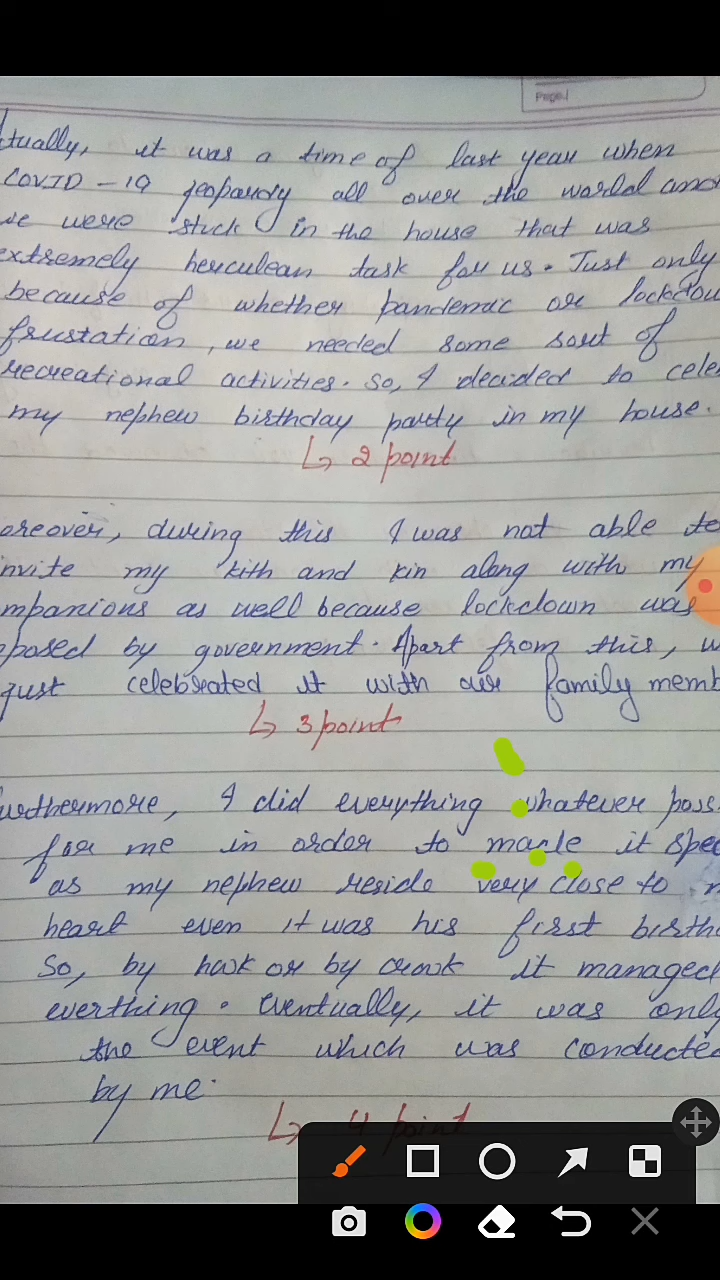 Page.
tually, it was a time of last year when
COVID-19 jeopardy all over the world and
we were stuck in the house that was
extremely herculean task for us. Just only
because of whether pandemic or lockdow
frustation, we needed some sort of
recreational activities. So, I decided to cele
my nephew birthday party in my house.
↳ 2 point
oreover, during this I was not able to
nvite my kith and kin along with my
mpanions as well because lockdown was
posed by government. Apart from this, w
just celebrated it with our family memb
↳ 3 point
urthermore, I did everything whatever poss
for me in order to make it spec
as my nephew reside very close to m
heart even it was his first birth
So, by hook or by crook it managed
everthing. Eventually, it was only
the event which was conducted
by me.
↳ 4 point